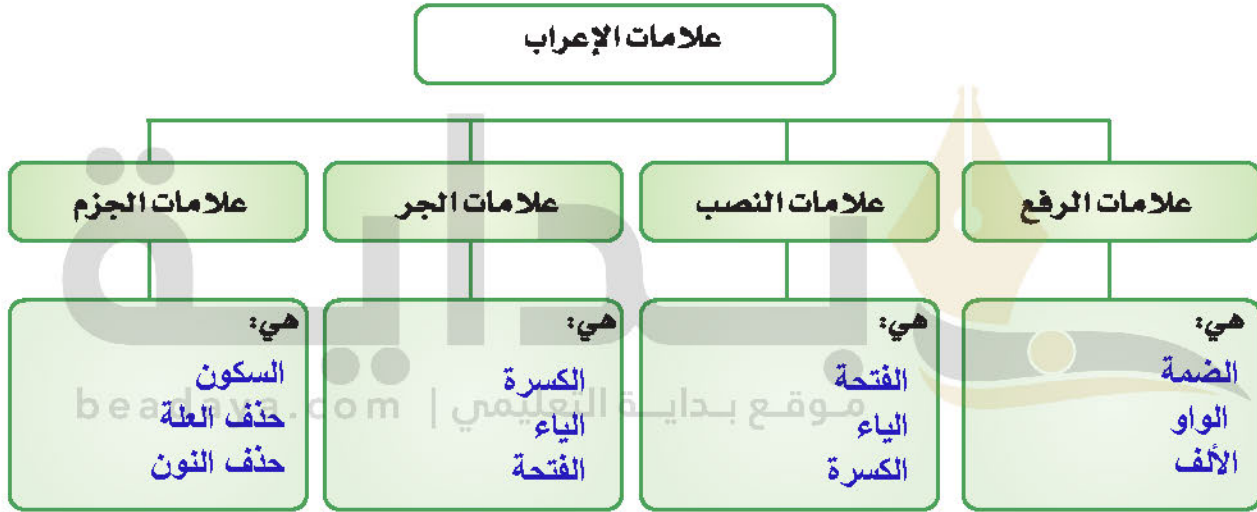 علامات الإعراب
علامات الرفع
علامات النصب
علامات الجر
علامات الجزم
هي:
الضمة
الواو
الألف
هي:
الفتحة
الياء
الكسرة
هي:
الكسرة
الياء
الفتحة
هي:
السكون
حذف العلة
حذف النون
بداية
موقع بداية التعليمي | beadaya.com